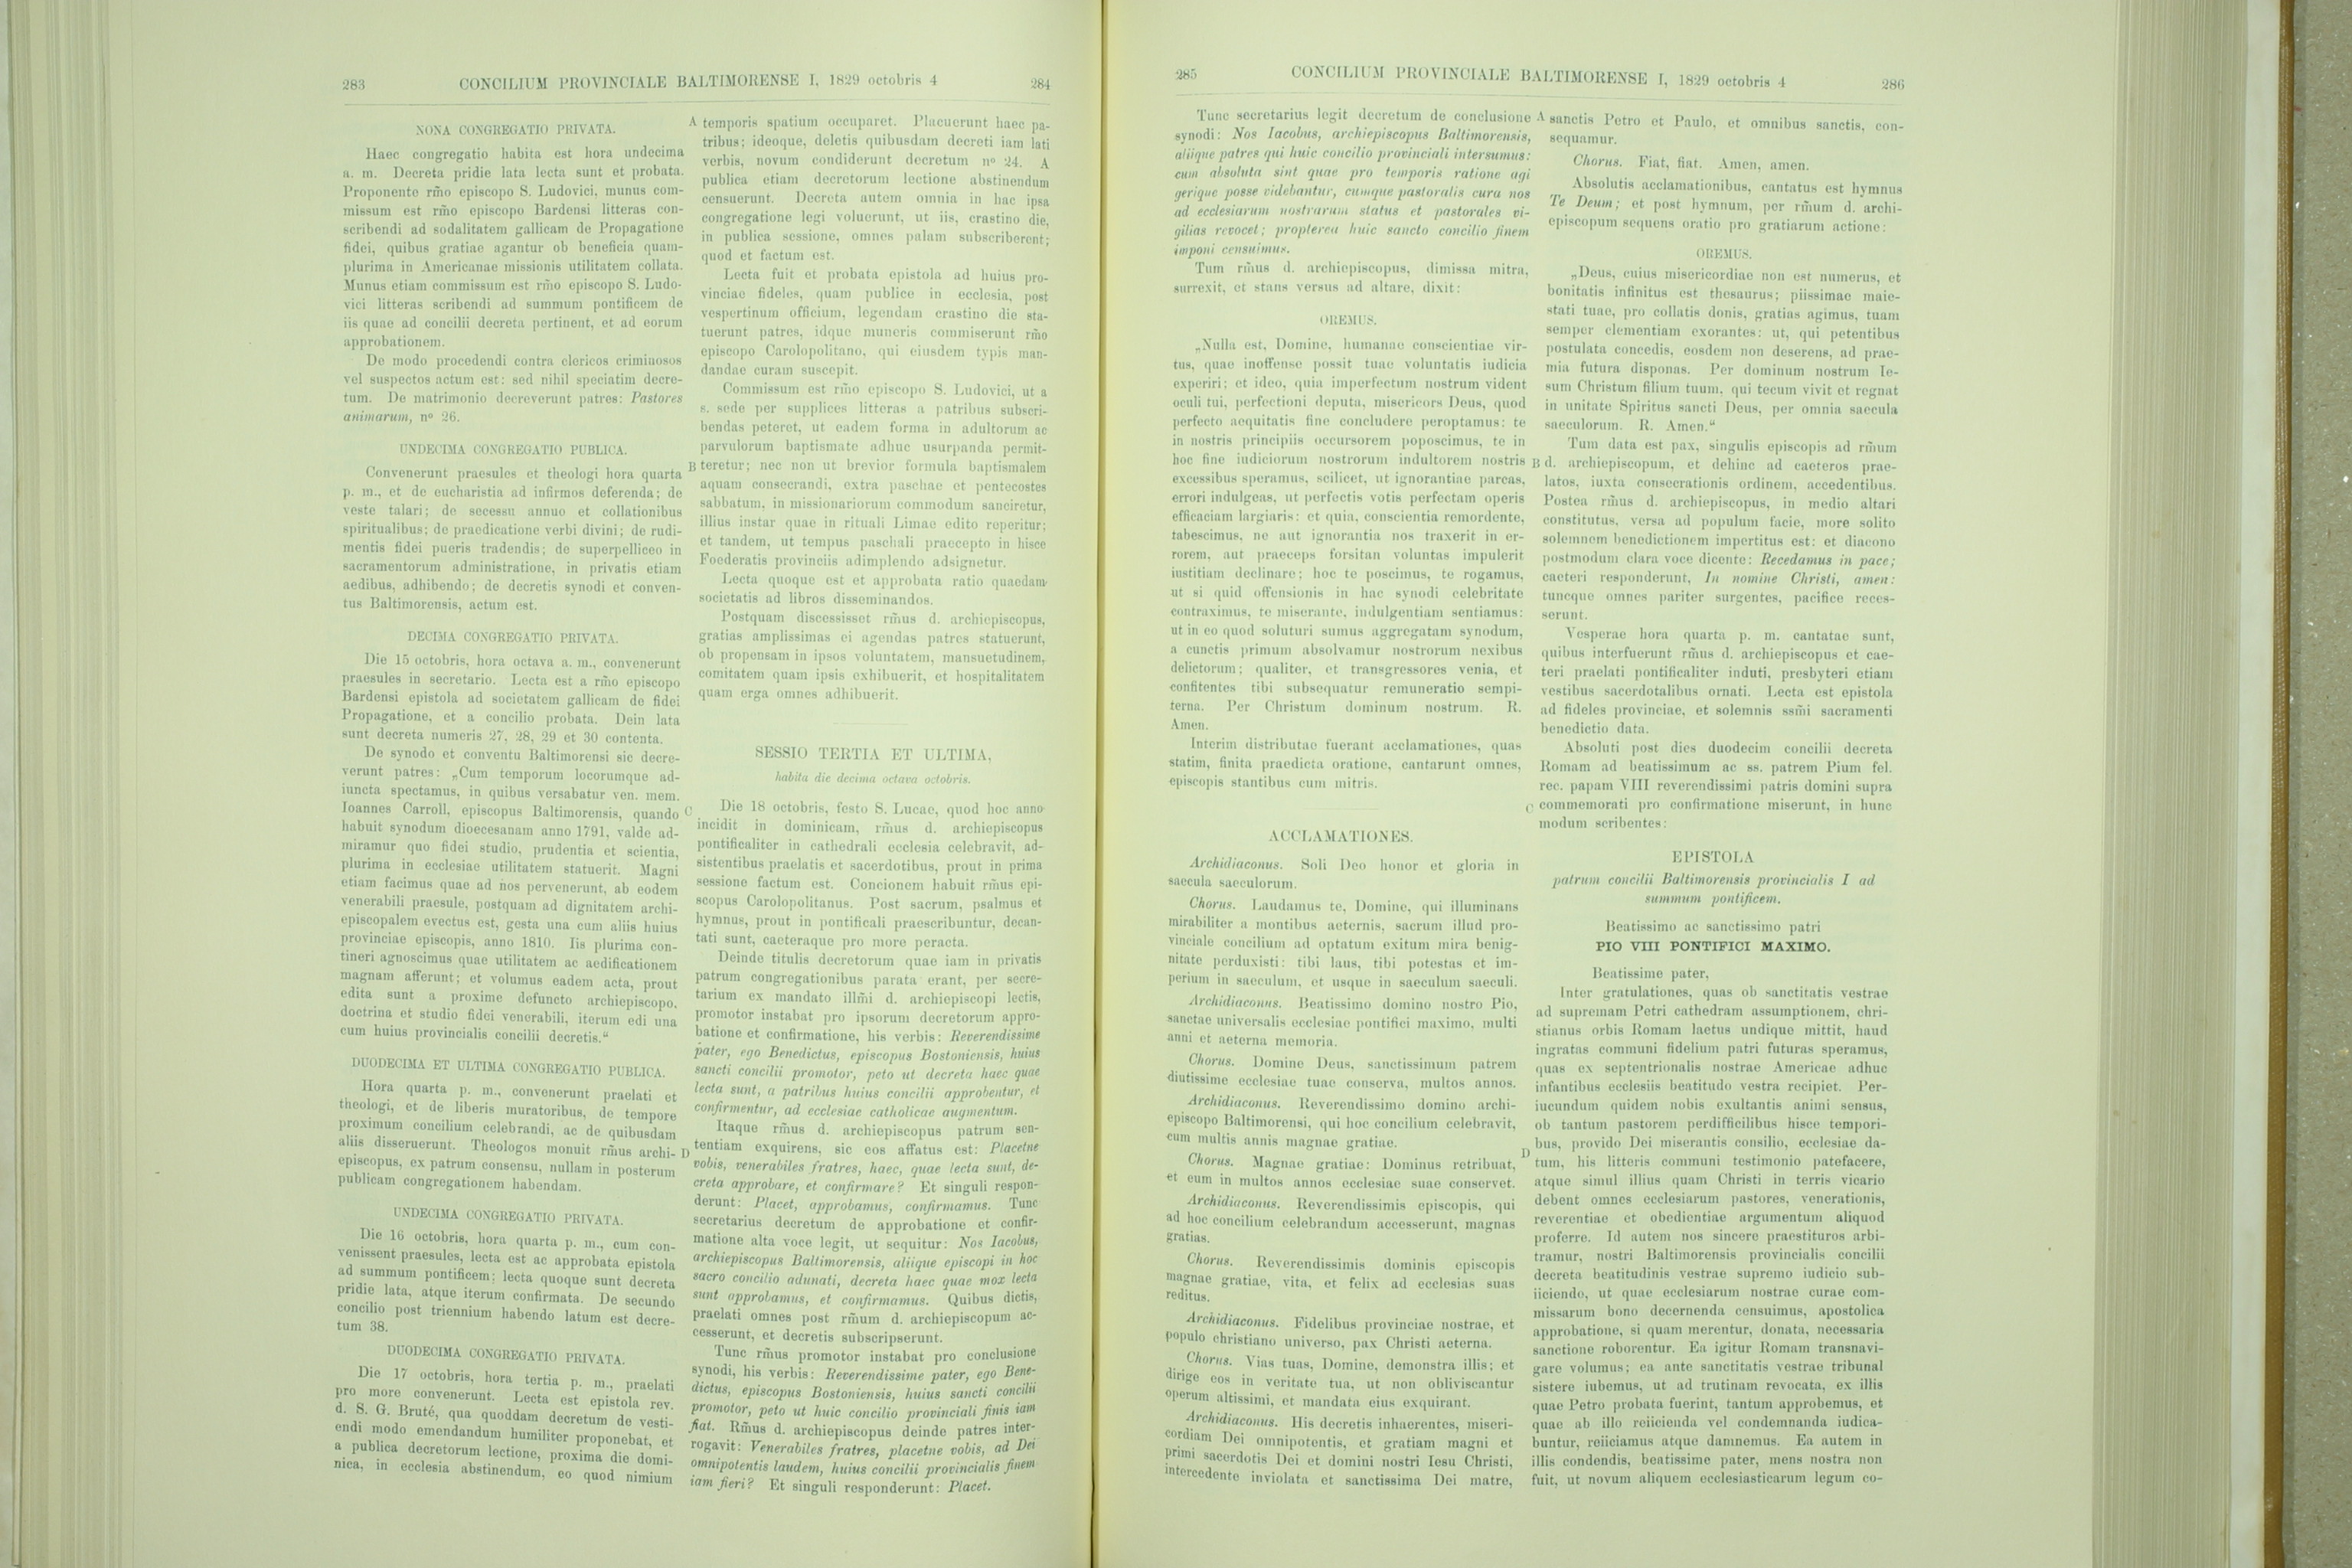 283 CONCILIUM PROVINCIALE BALTIMORENSE I, 1829 octobris 4 284
NONA CONGREGATIO PRIVATA.
Haec congregatio habita est hora undecima
a. m. Decreta pridie lata lecta sunt et probata.
Proponente rm̃o episcopo S. Ludovici, munus com-
missum est rm̃o episcopo Bardensi litteras con-
scribendi ad sodalitatem gallicam de Propagatione
fidei, quibus gratiae agantur ob beneficia quam-
plurima in Americanae missionis utilitatem collata.
Munus etiam commissum est rm̃o episcopo S. Ludo-
vici litteras scribendi ad summum pontificem de
iis quae ad concilii decreta pertinent, et ad eorum
approbationem.
De modo procedendi contra clericos criminosos
vel suspectos actum est: sed nihil speciatim decre-
tum. De matrimonio decreverunt patres: Pastores
animarum, nº 26.
UNDECIMA CONGREGATIO PUBLICA.
Convenerunt praesules et theologi hora quarta
p. m., et de eucharistia ad infirmos deferenda; de
veste talari; de secessu annuo et collationibus
spiritualibus; de praedicatione verbi divini; de rudi-
mentis fidei pueris tradendis; de superpelliceo in
sacramentorum administratione, in privatis etiam
aedibus, adhibendo; de decretis synodi et conven-
tus Baltimorensis, actum est.
DECIMA CONGREGATIO PRIVATA.
Die 15 octobris, hora octava a. m., convenerunt
praesules in secretario. Lecta est a rm̃o episcopo
Bardensi epistola ad societatem gallicam de fidei
Propagatione, et a concilio probata. Dein lata
sunt decreta numeris 27, 28, 29 et 30 contenta.
De synodo et conventu Baltimorensi sic decre-
verunt patres: „Cum temporum locorumque ad-
iuncta spectamus, in quibus versabatur ven. mem.
Ioannes Carroll, episcopus Baltimorensis, quando
habuit synodum dioecesanam anno 1791, valde ad-
miramur quo fidei studio, prudentia et scientia,
plurima in ecclesiae utilitatem statuerit. Magni
etiam facimus quae ad nos pervenerunt, ab eodem
venerabili praesule, postquam ad dignitatem archi-
episcopalem evectus est, gesta una cum aliis huius
provinciae episcopis, anno 1810. Iis plurima con-
tineri agnoscimus quae utilitatem ac aedificationem
magnam afferunt; et volumus eadem acta, prout
edita sunt a proxime defuncto archiepiscopo,
doctrina et studio fidei venerabili, iterum edi una
cum huius provincialis concilii decretis.“
DUODECIMA ET ULTIMA CONGREGATIO PUBLICA.
Hora quarta p. m., convenerunt praelati et
theologi, et de liberis muratoribus, de tempore
proximum concilium celebrandi, ac de quibusdam
aliis disseruerunt. Theologos monuit rm̃us archi-
episcopus, ex patrum consensu, nullam in posterum
publicam congregationem habendam.
UNDECIMA CONGREGATIO PRIVATA.
Die 16 octobris, hora quarta p. m., cum con-
venissent praesules, lecta est ac approbata epistola
ad summum pontificem; lecta quoque sunt decreta
pridie lata, atque iterum confirmata. De secundo
concilio post triennium habendo latum est decre-
tum 38.
DUODECIMA CONGREGATIO PRIVATA.
Die 17 octobris, hora tertia p. m., praelati
pro more convenerunt. Lecta est epistola rev.
d. S. G. Bruté, qua quoddam decretum de vesti-
endi modo emendandum humiliter proponebat, et
a publica decretorum lectione, proxima die domi-
nica, in ecclesia abstinendum, eo quod nimium
A temporis spatium occuparet. Placuerunt haec pa-
tribus; ideoque, deletis quibusdam decreti iam lati
verbis, novum condiderunt decretum nº 24. A
publica etiam decretorum lectione abstinendum
censuerunt. Decreta autem omnia in hac ipsa
congregatione legi voluerunt, ut iis, crastino die,
in publica sessione, omnes palam subscriberent;
quod et factum est.
Lecta fuit et probata epistola ad huius pro-
vinciae fideles, quam publice in ecclesia, post
vespertinum officium, legendam crastino die sta-
tuerunt patres, idque muneris commiserunt rm̃o
episcopo Carolopolitano, qui eiusdem typis man-
dandae curam suscepit.
Commissum est rm̃o episcopo S. Ludovici, ut a
s. sede per supplices litteras a patribus subscri-
bendas peteret, ut eadem forma in adultorum ac
parvulorum baptismate adhuc usurpanda permit-
B teretur; nec non ut brevior formula baptismalem
aquam consecrandi, extra paschae et pentecostes
sabbatum, in missionariorum commodum sanciretur,
illius instar quae in rituali Limae edito reperitur;
et tandem, ut tempus paschali praecepto in hisce
Foederatis provinciis adimplendo adsignetur.
Lecta quoque est et approbata ratio quaedam
societatis ad libros disseminandos.
Postquam discessisset rm̃us d. archiepiscopus,
gratias amplissimas ei agendas patres statuerunt,
ob propensam in ipsos voluntatem, mansuetudinem,
comitatem quam ipsis exhibuerit, et hospitalitatem
quam erga omnes adhibuerit.
SESSIO TERTIA ET ULTIMA,
habita die decima octava octobris.
C Die 18 octobris, festo S. Lucae, quod hoc anno
incidit in dominicam, rm̃us d. archiepiscopus
pontificaliter in cathedrali ecclesia celebravit, ad-
sistentibus praelatis et sacerdotibus, prout in prima
sessione factum est. Concionem habuit rm̃us epi-
scopus Carolopolitanus. Post sacrum, psalmus et
hymnus, prout in pontificali praescribuntur, decan-
tati sunt, caeteraque pro more peracta.
Deinde titulis decretorum quae iam in privatis
patrum congregationibus parata erant, per secre-
tarium ex mandato illm̃i d. archiepiscopi lectis,
promotor instabat pro ipsorum decretorum appro-
batione et confirmatione, his verbis: Reverendissime
pater, ego Benedictus, episcopus Bostoniensis, huius
sancti concilii promotor, peto ut decreta haec quae
lecta sunt, a patribus huius concilii approbentur, et
confirmentur, ad ecclesiae catholicae augmentum.
Itaque rm̃us d. archiepiscopus patrum sen-
D tentiam exquirens, sic eos affatus est: Placetne
vobis, venerabiles fratres, haec, quae lecta sunt, de-
creta approbare, et confirmare? Et singuli respon-
derunt: Placet, approbamus, confirmamus. Tunc
secretarius decretum de approbatione et confir-
matione alta voce legit, ut sequitur: Nos Iacobus,
archiepiscopus Baltimorensis, aliique episcopi in hoc
sacro concilio adunati, decreta haec quae mox lecta
sunt approbamus, et confirmamus. Quibus dictis,
praelati omnes post rm̃um d. archiepiscopum ac-
cesserunt, et decretis subscripserunt.
Tunc rm̃us promotor instabat pro conclusione
synodi, his verbis: Reverendissime pater, ego Bene-
dictus, episcopus Bostoniensis, huius sancti concilii
promotor, peto ut huic concilio provinciali finis iam
fiat. Rm̃us d. archiepiscopus deinde patres inter-
rogavit: Venerabiles fratres, placetne vobis, ad Dei
omnipotentis laudem, huius concilii provincialis finem
iam fieri? Et singuli responderunt: Placet.
285 CONCILIUM PROVINCIALE BALTIMORENSE I, 1829 octobris 4 286
Tunc secretarius legit decretum de conclusione
synodi: Nos Iacobus, archiepiscopus Baltimorensis,
aliique patres qui huic concilio provinciali intersumus:
cum absoluta sint quae pro temporis ratione agi
gerique posse videbantur, cumque pastoralis cura nos
ad ecclesiarum nostrarum status et pastorales vi-
gilias revocet; propterea huic sancto concilio finem
imponi censuimus.
Tum rm̃us d. archiepiscopus, dimissa mitra,
surrexit, et stans versus ad altare, dixit:
OREMUS.
„Nulla est, Domine, humanae conscientiae vir-
tus, quae inoffense possit tuae voluntatis iudicia
experiri; et ideo, quia imperfectum nostrum vident
oculi tui, perfectioni deputa, misericors Deus, quod
perfecto aequitatis fine concludere peroptamus: te
in nostris principiis occursorem poposcimus, te in
hoc fine iudiciorum nostrorum indultorem nostris
excessibus speramus, scilicet, ut ignorantiae parcas,
errori indulgeas, ut perfectis votis perfectam operis
efficaciam largiaris: et quia, conscientia remordente,
tabescimus, ne aut ignorantia nos traxerit in er-
rorem, aut praeceps forsitan voluntas impulerit
iustitiam declinare; hoc te poscimus, te rogamus,
ut si quid offensionis in hac synodi celebritate
contraximus, te miserante, indulgentiam sentiamus:
ut in eo quod soluturi sumus aggregatam synodum,
a cunctis primum absolvamur nostrorum nexibus
delictorum; qualiter, et transgressores venia, et
confitentes tibi subsequatur remuneratio sempi-
terna. Per Christum dominum nostrum. R.
Amen.
Interim distributae fuerant acclamationes, quas
statim, finita praedicta oratione, cantarunt omnes,
episcopis stantibus cum mitris.
ACCLAMATIONES.
Archidiaconus. Soli Deo honor et gloria in
saecula saeculorum.
Chorus. Laudamus te, Domine, qui illuminans
mirabiliter a montibus aeternis, sacrum illud pro-
vinciale concilium ad optatum exitum mira benig-
nitate perduxisti: tibi laus, tibi potestas et im-
perium in saeculum, et usque in saeculum saeculi.
Archidiaconus. Beatissimo domino nostro Pio,
sanctae universalis ecclesiae pontifici maximo, multi
anni et aeterna memoria.
Chorus. Domine Deus, sanctissimum patrem
diutissime ecclesiae tuae conserva, multos annos.
Archidiaconus. Reverendissimo domino archi-
episcopo Baltimorensi, qui hoc concilium celebravit,
cum multis annis magnae gratiae.
Chorus. Magnae gratiae: Dominus retribuat,
et eum in multos annos ecclesiae suae conservet.
Archidiaconus. Reverendissimis episcopis, qui
ad hoc concilium celebrandum accesserunt, magnas
gratias.
Chorus. Reverendissimis dominis episcopis
magnae gratiae, vita, et felix ad ecclesias suas
reditus.
Archidiaconus. Fidelibus provinciae nostrae, et
populo christiano universo, pax Christi aeterna.
Chorus. Vias tuas, Domine, demonstra illis; et
dirige eos in veritate tua, ut non obliviscantur
operum altissimi, et mandata eius exquirant.
Archidiaconus. His decretis inhaerentes, miseri-
cordiam Dei omnipotentis, et gratiam magni et
primi sacerdotis Dei et domini nostri Iesu Christi,
intercedente inviolata et sanctissima Dei matre,
A sanctis Petro et Paulo, et omnibus sanctis, con-
sequamur.
Chorus. Fiat, fiat. Amen, amen.
Absolutis acclamationibus, cantatus est hymnus
Te Deum; et post hymnum, per rm̃um d. archi-
episcopum sequens oratio pro gratiarum actione:
OREMUS.
„Deus, cuius misericordiae non est numerus, et
bonitatis infinitus est thesaurus; piissimae maie-
stati tuae, pro collatis donis, gratias agimus, tuam
semper clementiam exorantes: ut, qui petentibus
postulata concedis, eosdem non deserens, ad prae-
mia futura disponas. Per dominum nostrum Ie-
sum Christum filium tuum, qui tecum vivit et regnat
in unitate Spiritus sancti Deus, per omnia saecula
saeculorum. R. Amen.“
Tum data est pax, singulis episcopis ad rm̃um
B d. archiepiscopum, et dehinc ad caeteros prae-
latos, iuxta consecrationis ordinem, accedentibus.
Postea rm̃us d. archiepiscopus, in medio altari
constitutus, versa ad populum facie, more solito
solemnem benedictionem impertitus est: et diacono
postmodum clara voce dicente: Recedamus in pace;
caeteri responderunt, In nomine Christi, amen:
tuncque omnes pariter surgentes, pacifice reces-
serunt.
Vesperae hora quarta p. m. cantatae sunt,
quibus interfuerunt rm̃us d. archiepiscopus et cae-
teri praelati pontificaliter induti, presbyteri etiam
vestibus sacerdotalibus ornati. Lecta est epistola
ad fideles provinciae, et solemnis ssm̃i sacramenti
benedictio data.
Absoluti post dies duodecim concilii decreta
Romam ad beatissimum ac ss. patrem Pium fel.
rec. papam VIII reverendissimi patris domini supra
C commemorati pro confirmatione miserunt, in hunc
modum scribentes:
EPISTOLA
patrum concilii Baltimorensis provincialis I ad
summum pontificem.
Beatissimo ac sanctissimo patri
PIO VIII PONTIFICI MAXIMO.
Beatissime pater,
Inter gratulationes, quas ob sanctitatis vestrae
ad supremam Petri cathedram assumptionem, chri-
stianus orbis Romam laetus undique mittit, haud
ingratas communi fidelium patri futuras speramus,
quas ex septentrionalis nostrae Americae adhuc
infantibus ecclesiis beatitudo vestra recipiet. Per-
iucundum quidem nobis exultantis animi sensus,
ob tantum pastorem perdifficilibus hisce tempori-
bus, provido Dei miserantis consilio, ecclesiae da-
D tum, his litteris communi testimonio patefacere,
atque simul illius quam Christi in terris vicario
debent omnes ecclesiarum pastores, venerationis,
reverentiae et obedientiae argumentum aliquod
proferre. Id autem nos sincere praestituros arbi-
tramur, nostri Baltimorensis provincialis concilii
decreta beatitudinis vestrae supremo iudicio sub-
iiciendo, ut quae ecclesiarum nostrae curae com-
missarum bono decernenda censuimus, apostolica
approbatione, si quam merentur, donata, necessaria
sanctione roborentur. Ea igitur Romam transnavi-
gare volumus; ea ante sanctitatis vestrae tribunal
sistere iubemus, ut ad trutinam revocata, ex illis
quae Petro probata fuerint, tantum approbemus, et
quae ab illo reiicienda vel condemnanda iudica-
buntur, reiiciamus atque damnemus. Ea autem in
illis condendis, beatissime pater, mens nostra non
fuit, ut novum aliquem ecclesiasticarum legum co-